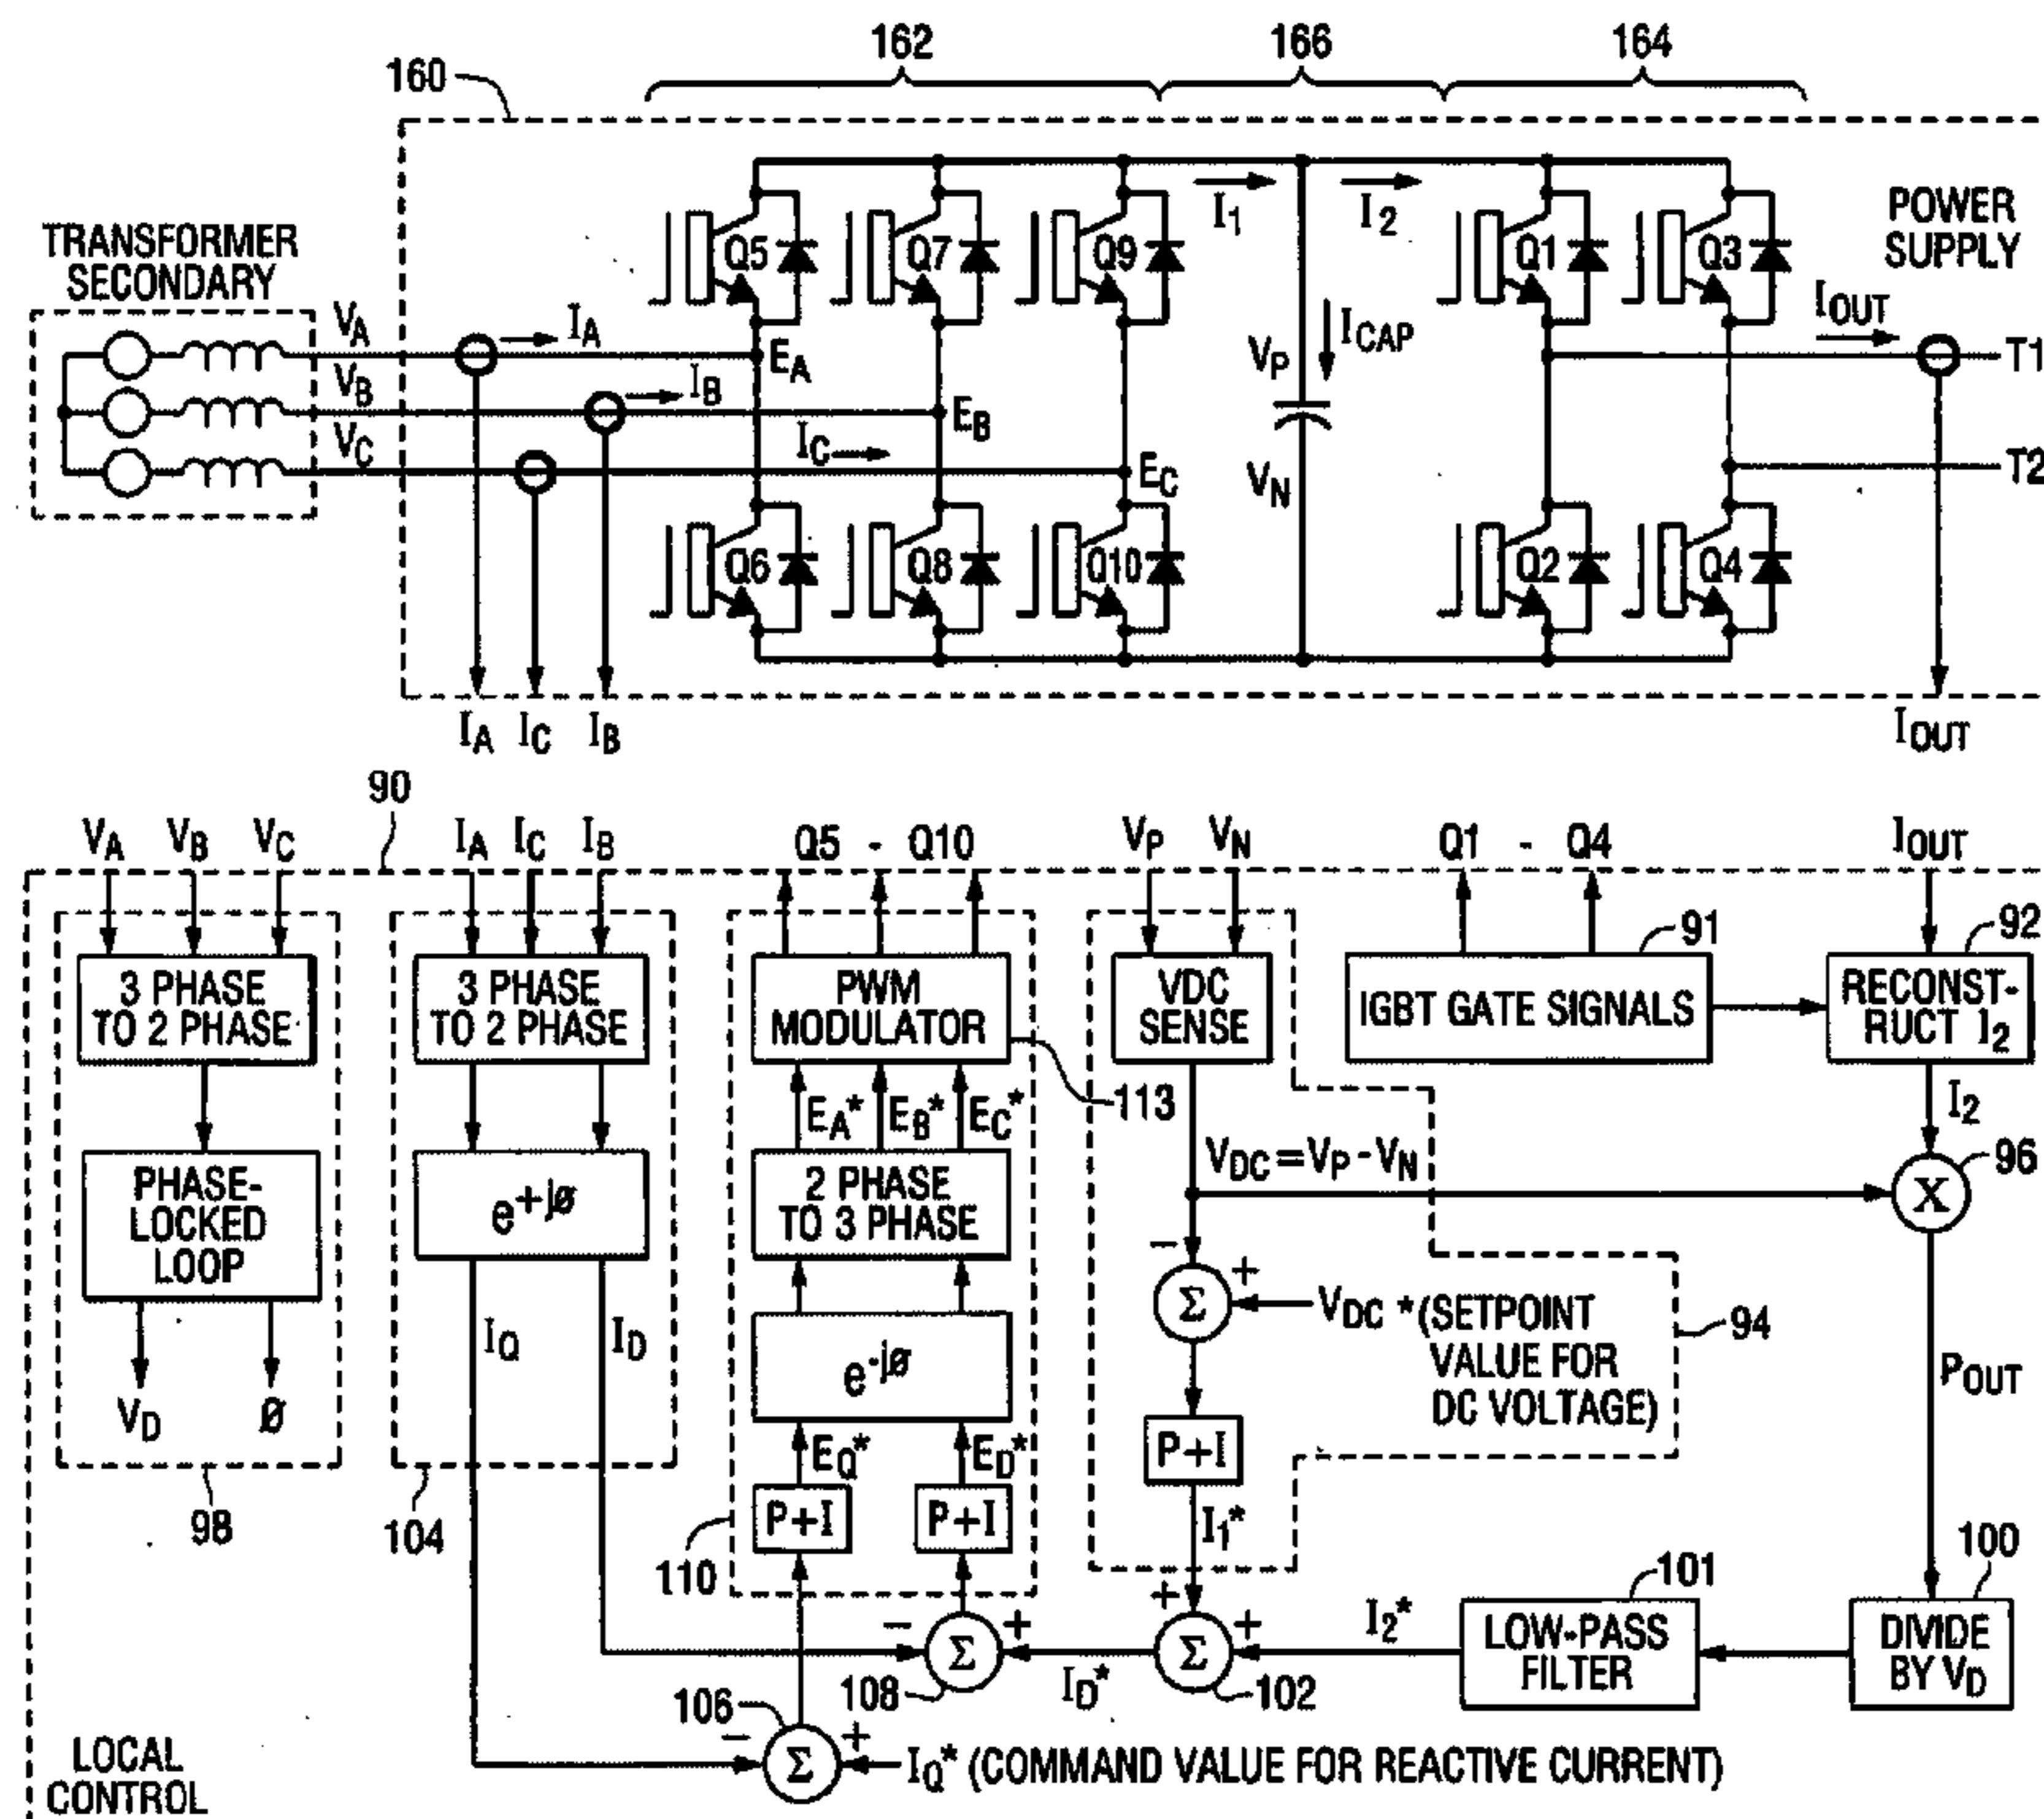 162
166
164
160
TRANSFORMER
SECONDARY
POWER
SUPPLY
Q5
Q7
Q9
I1
I2
Q1
Q3
IOUT
VA
IA
EA
VB
IB
EB
VC
IC
EC
VP
ICAP
VN
T1
T2
Q6
Q8
Q10
Q2
Q4
IA IC IB
IOUT
90
VA VB VC
IA IC IB
Q5 - Q10
VP VN
Q1 - Q4
IOUT
3 PHASE
TO 2 PHASE
3 PHASE
TO 2 PHASE
PWM
MODULATOR
VDC
SENSE
91
IGBT GATE SIGNALS
92
RECONST-
RUCT I2
113
EA* EB* EC*
I2
PHASE-
LOCKED
LOOP
e+jø
2 PHASE
TO 3 PHASE
VDC=VP-VN
X
96
- +
Σ
VDC *(SETPOINT
VALUE FOR
DC VOLTAGE)
94
IQ ID
e-jø
POUT
VD ø
P+I
EQ* ED*
98
104
110
P+I P+I
I1*
101
100
- +
Σ
108
ID*
+ +
Σ
102
I2*
LOW-PASS
FILTER
DIVIDE
BY VD
106
- +
Σ
IQ* (COMMAND VALUE FOR REACTIVE CURRENT)
LOCAL
CONTROL